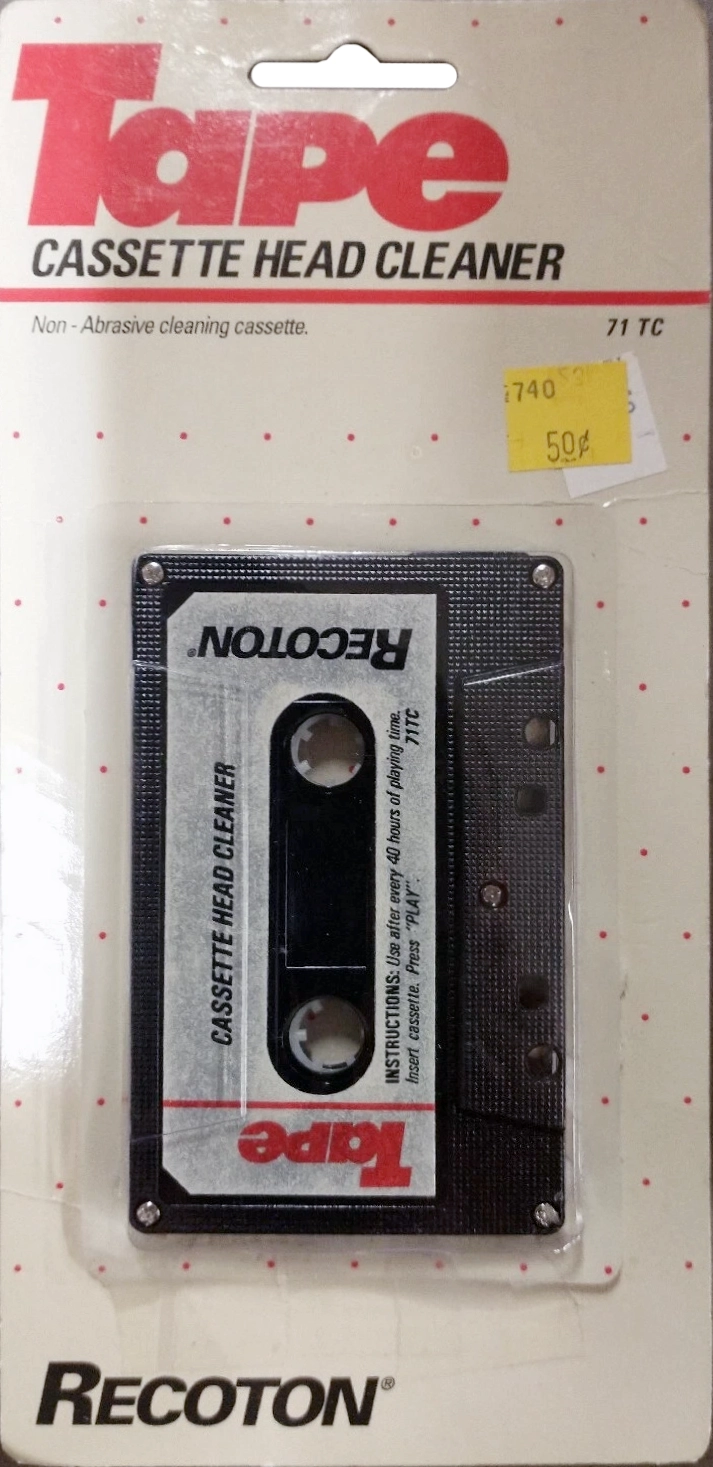 Tape
CASSETTE HEAD CLEANER
Non - Abrasive cleaning cassette.
71 TC
740
50¢
RECOTON®
CASSETTE HEAD CLEANER
INSTRUCTIONS: Use after every 40 hours of playing time.
Insert cassette. Press "PLAY".
71TC
Tape
RECOTON®